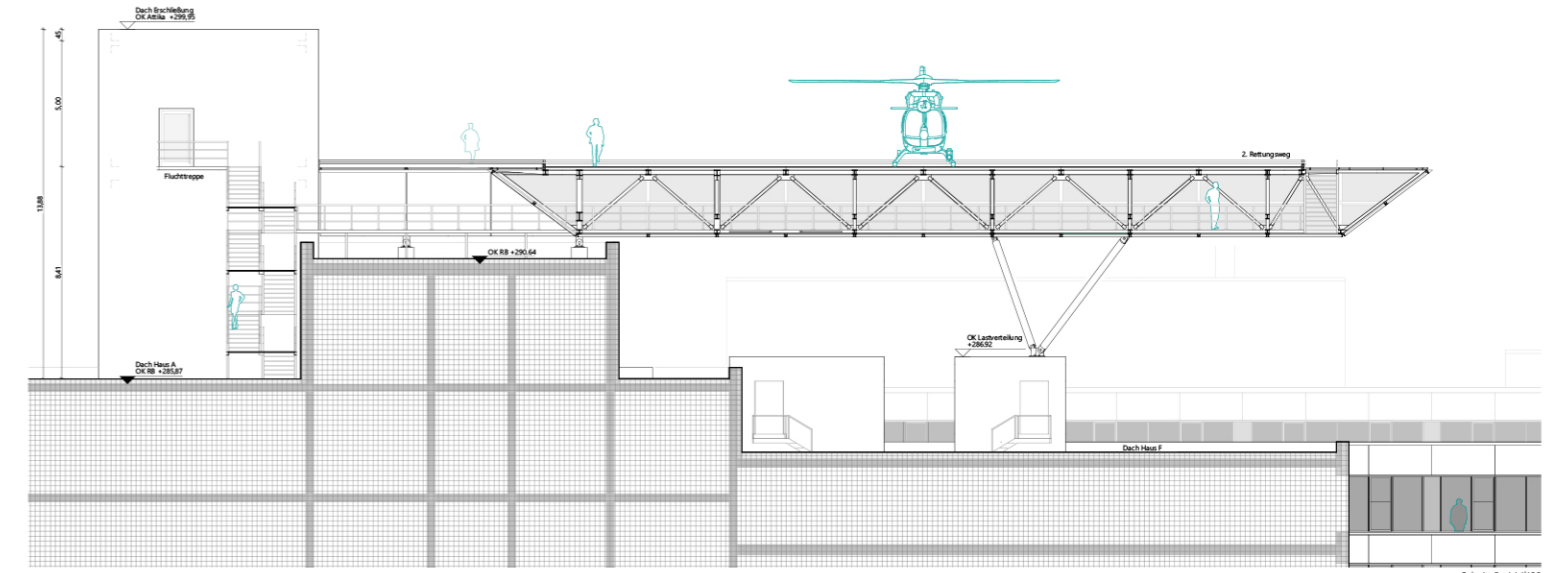 Dach Erschließung
OK Attika +299,95
,45
5,00
13,88
8,41
Fluchttreppe
2. Rettungsweg
OK RB +290.64
OK Lastverteilung
+286.92
Dach Haus A
OK RB +285,87
Dach Haus F